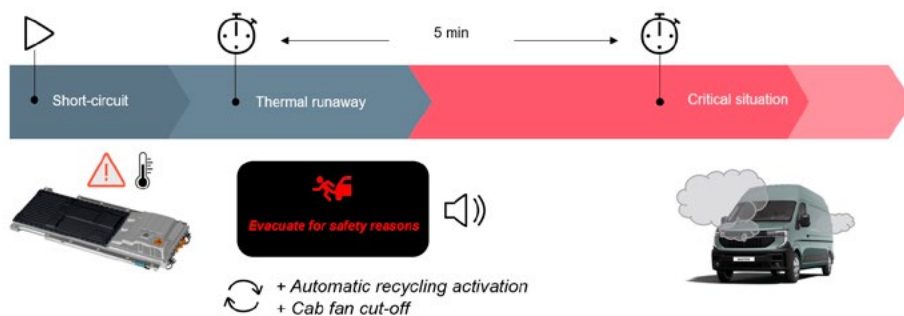 5 min
Short-circuit
Thermal runaway
Critical situation
Evacuate for safety reasons
+ Automatic recycling activation
+ Cab fan cut-off